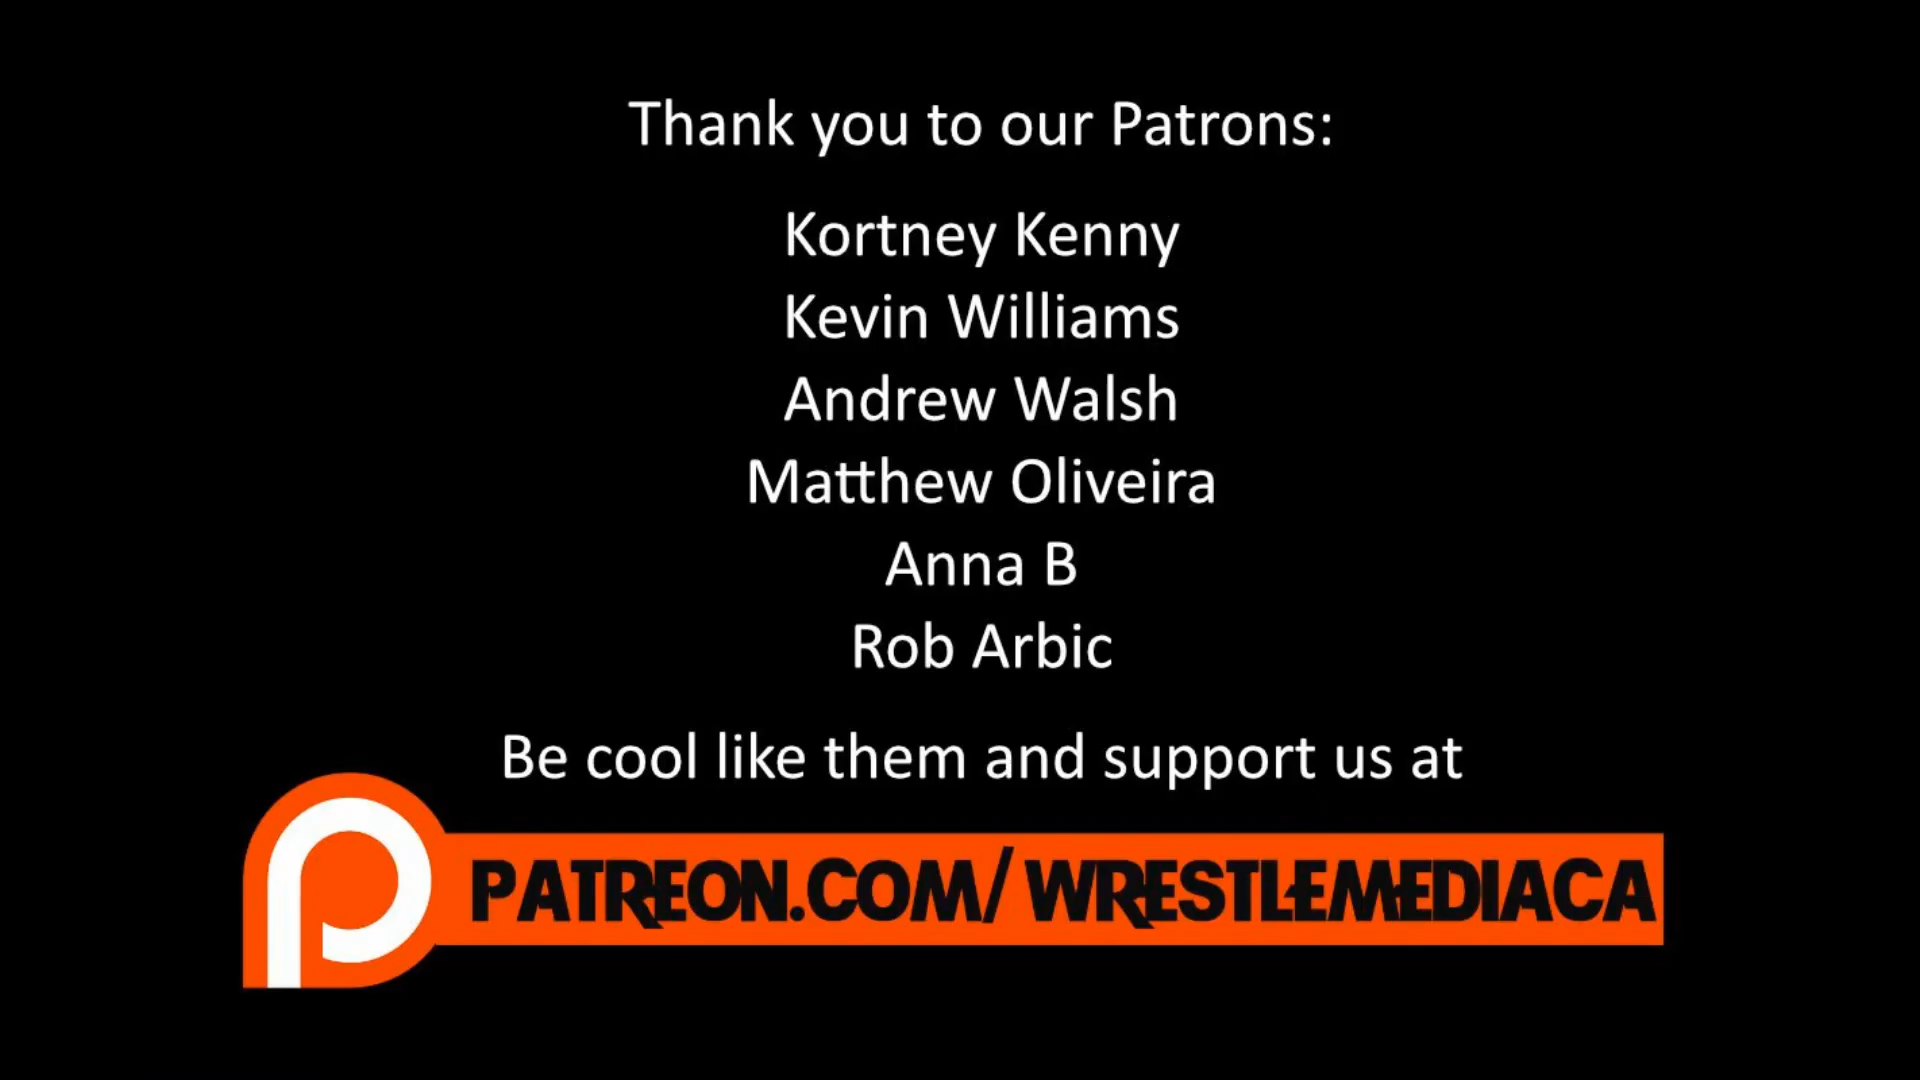 Thank you to our Patrons:
Kortney Kenny
Kevin Williams
Andrew Walsh
Matthew Oliveira
Anna B
Rob Arbic
Be cool like them and support us at
PATREON.COM/WRESTLEMEDIACA